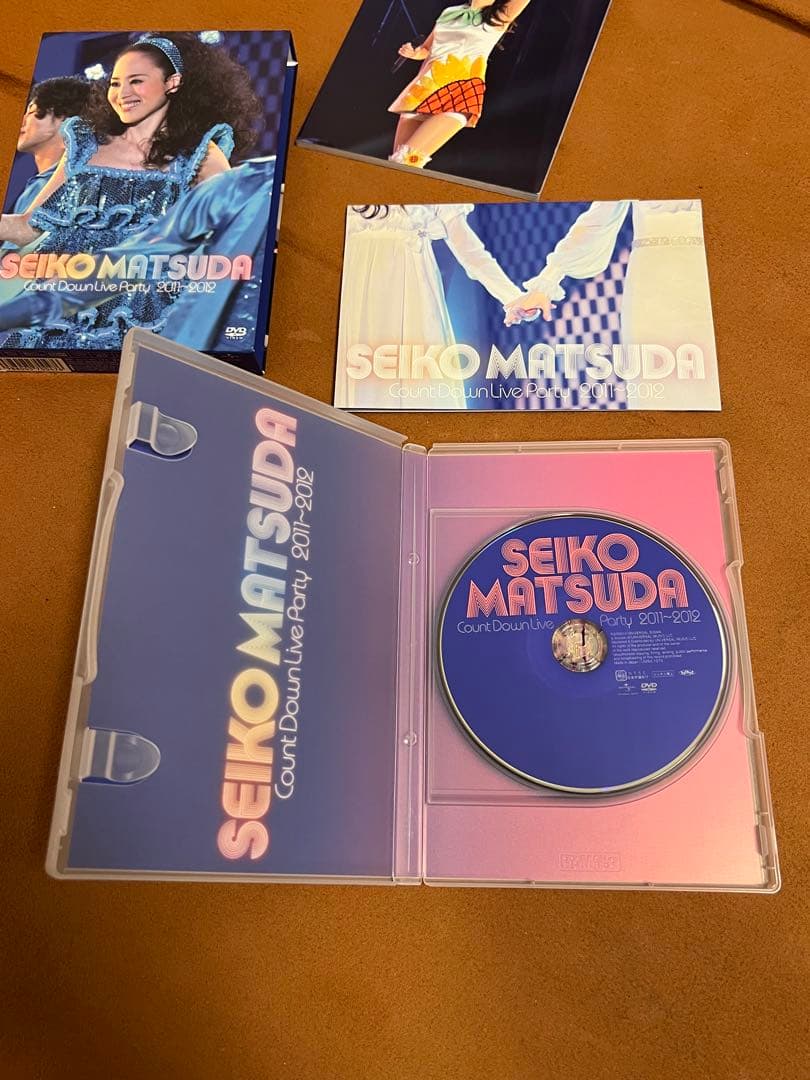 SEIKO MATSUDA
Count Down Live Party 2011~2012
DVD
VIDEO
SEIKO MATSUDA
Count Down Live Party 2011~2012
SEIKO MATSUDA
Count Down Live Party 2011~2012
SEIKO
MATSUDA
Count Down Live Party 2011~2012
DVD